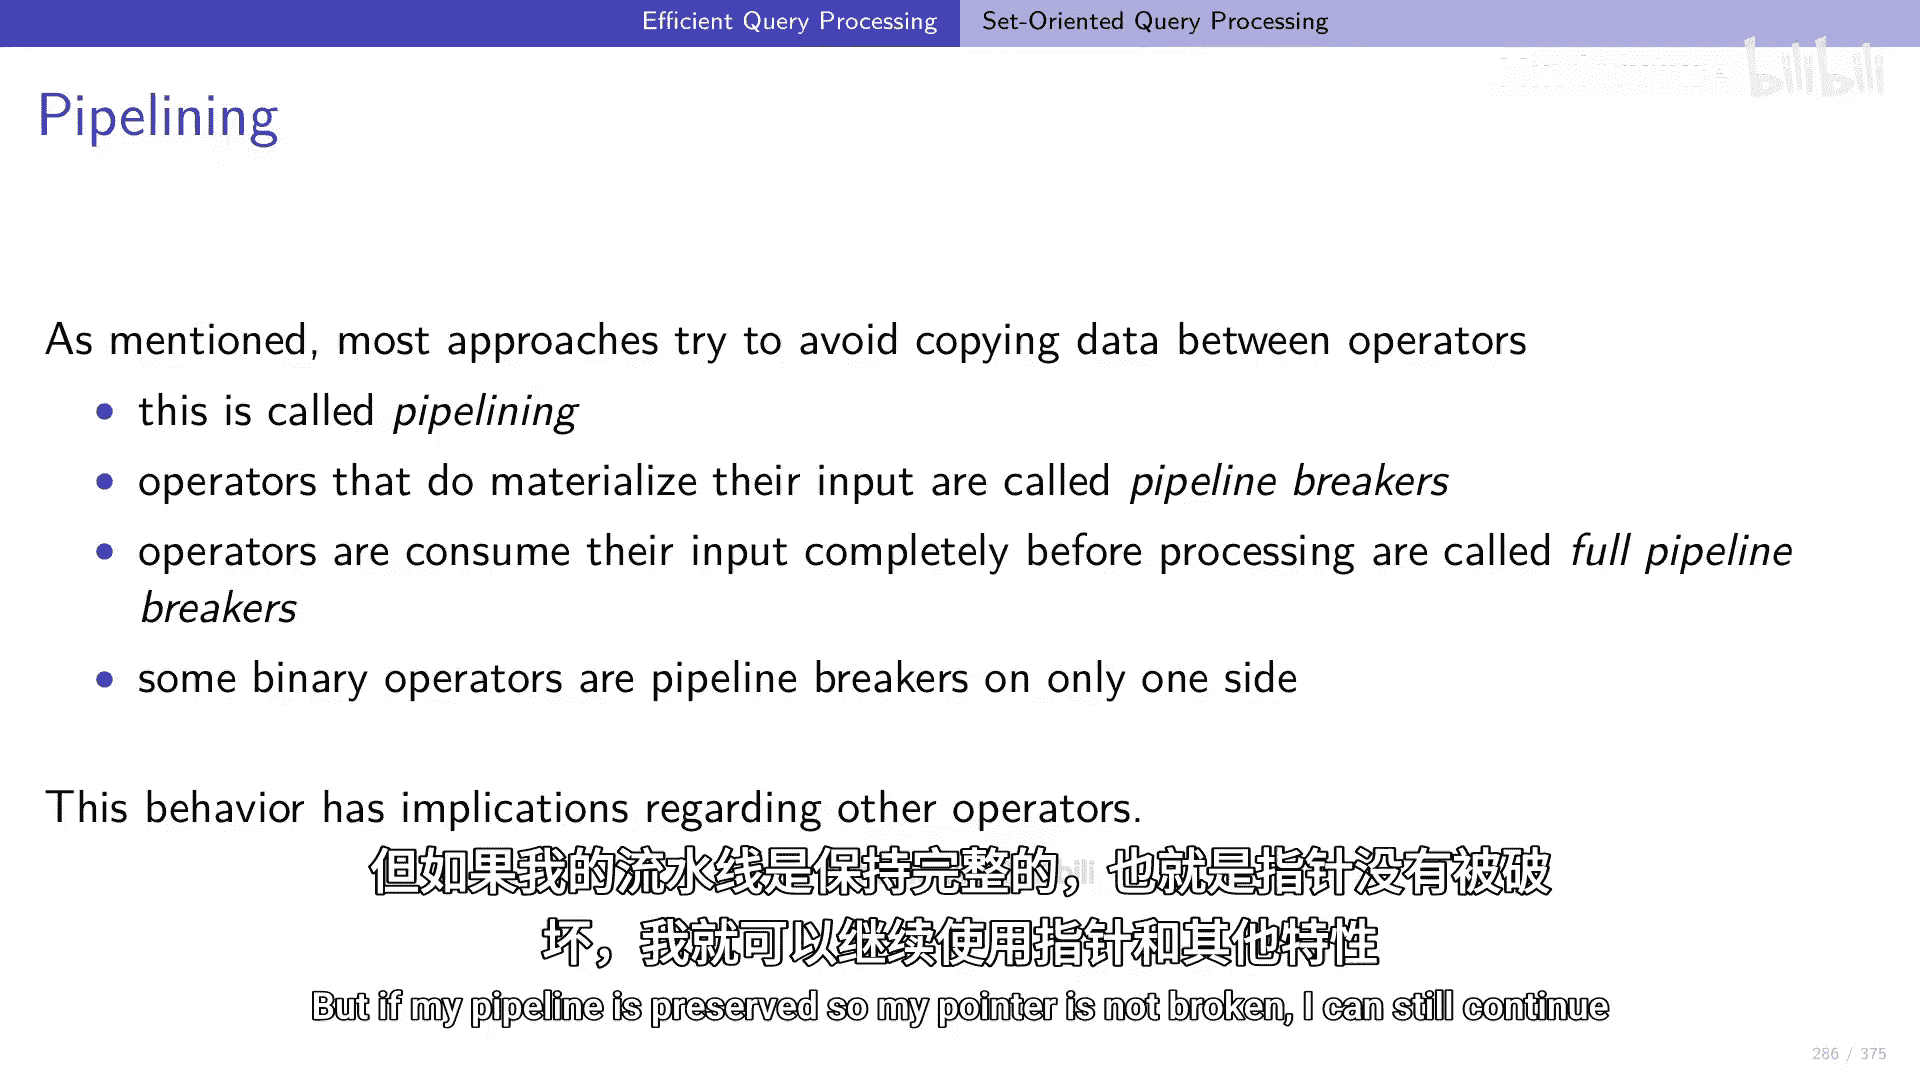 Efficient Query Processing Set-Oriented Query Processing
bilibili
Pipelining
As mentioned, most approaches try to avoid copying data between operators
• this is called pipelining
• operators that do materialize their input are called pipeline breakers
• operators are consume their input completely before processing are called full pipeline
breakers
• some binary operators are pipeline breakers on only one side
This behavior has implications regarding other operators.
但如果我的流水线是保持完整的，也就是指针没有被破
坏，我就可以继续使用指针和其他特性
But if my pipeline is preserved so my pointer is not broken, I can still continue
286 / 375